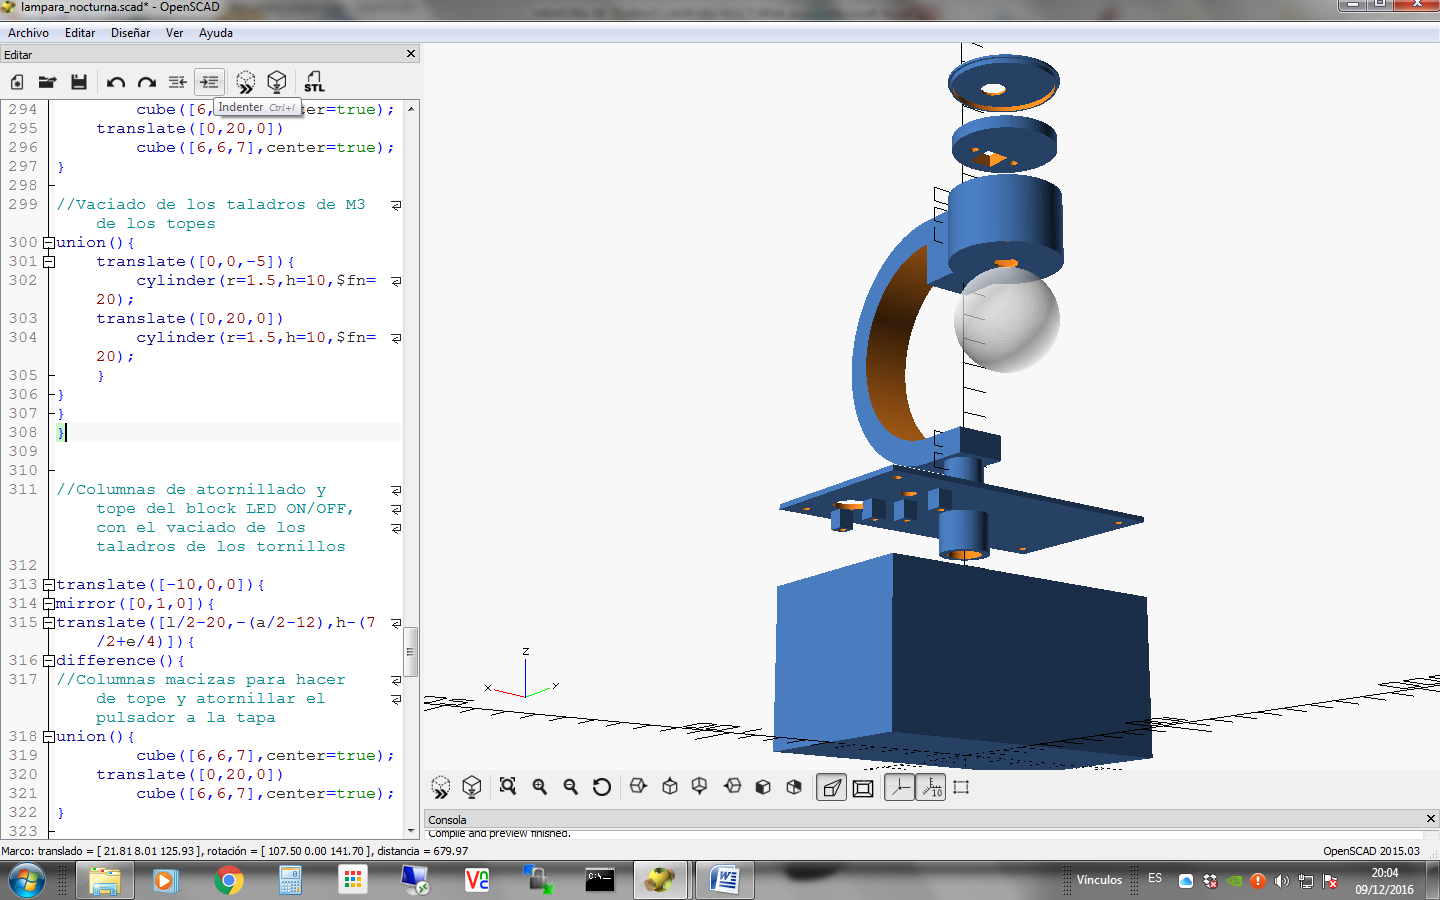 lampara_nocturna.scad* - OpenSCAD
Archivo Editar Diseñar Ver Ayuda
Editar
STL
Indenter Ctrl+I
294 cube([6, ter=true);
295 translate([0,20,0])
296 cube([6,6,7],center=true);
297 }
298
299 //Vaciado de los taladros de M3
de los topes
300 union(){
301 translate([0,0,-5]){
302 cylinder(r=1.5,h=10,$fn=
20);
303 translate([0,20,0])
304 cylinder(r=1.5,h=10,$fn=
20);
305 }
306 }
307 }
308 }
309
310
311 //Columnas de atornillado y
tope del block LED ON/OFF,
con el vaciado de los
taladros de los tornillos
312
313 translate([-10,0,0]){
314 mirror([0,1,0]){
315 translate([l/2-20,-(a/2-12),h-(7
/2+e/4)]){
316 difference(){
317 //Columnas macizas para hacer
de tope y atornillar el
pulsador a la tapa
318 union(){
319 cube([6,6,7],center=true);
320 translate([0,20,0])
321 cube([6,6,7],center=true);
322 }
323
Z
X
Y
10
Consola
Compile and preview finished.
Marco: translado = [ 21.81 8.01 125.93 ], rotación = [ 107.50 0.00 141.70 ], distancia = 679.97
OpenSCAD 2015.03
Vínculos
ES
20:04
09/12/2016